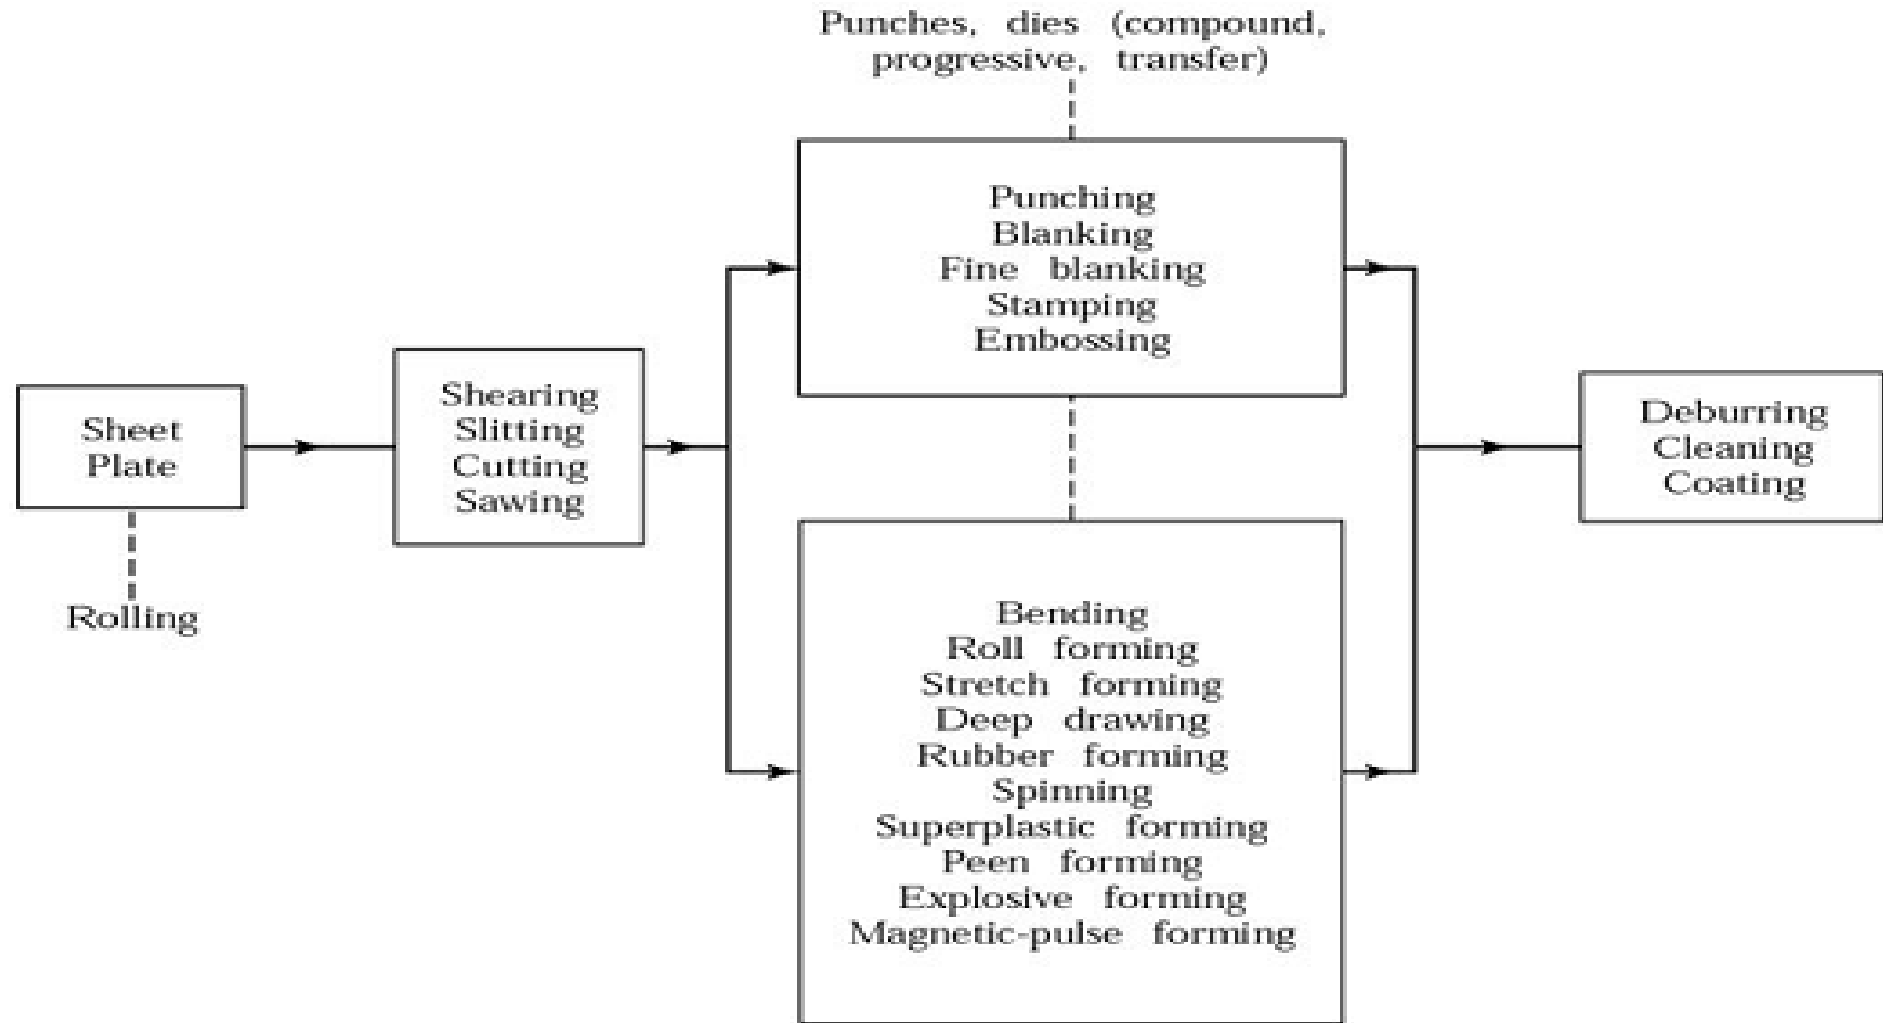 Punches, dies (compound,
progressive, transfer)
Punching
Blanking
Fine blanking
Stamping
Embossing
Sheet
Plate
Rolling
Shearing
Slitting
Cutting
Sawing
Deburring
Cleaning
Coating
Bending
Roll forming
Stretch forming
Deep drawing
Rubber forming
Spinning
Superplastic forming
Peen forming
Explosive forming
Magnetic-pulse forming